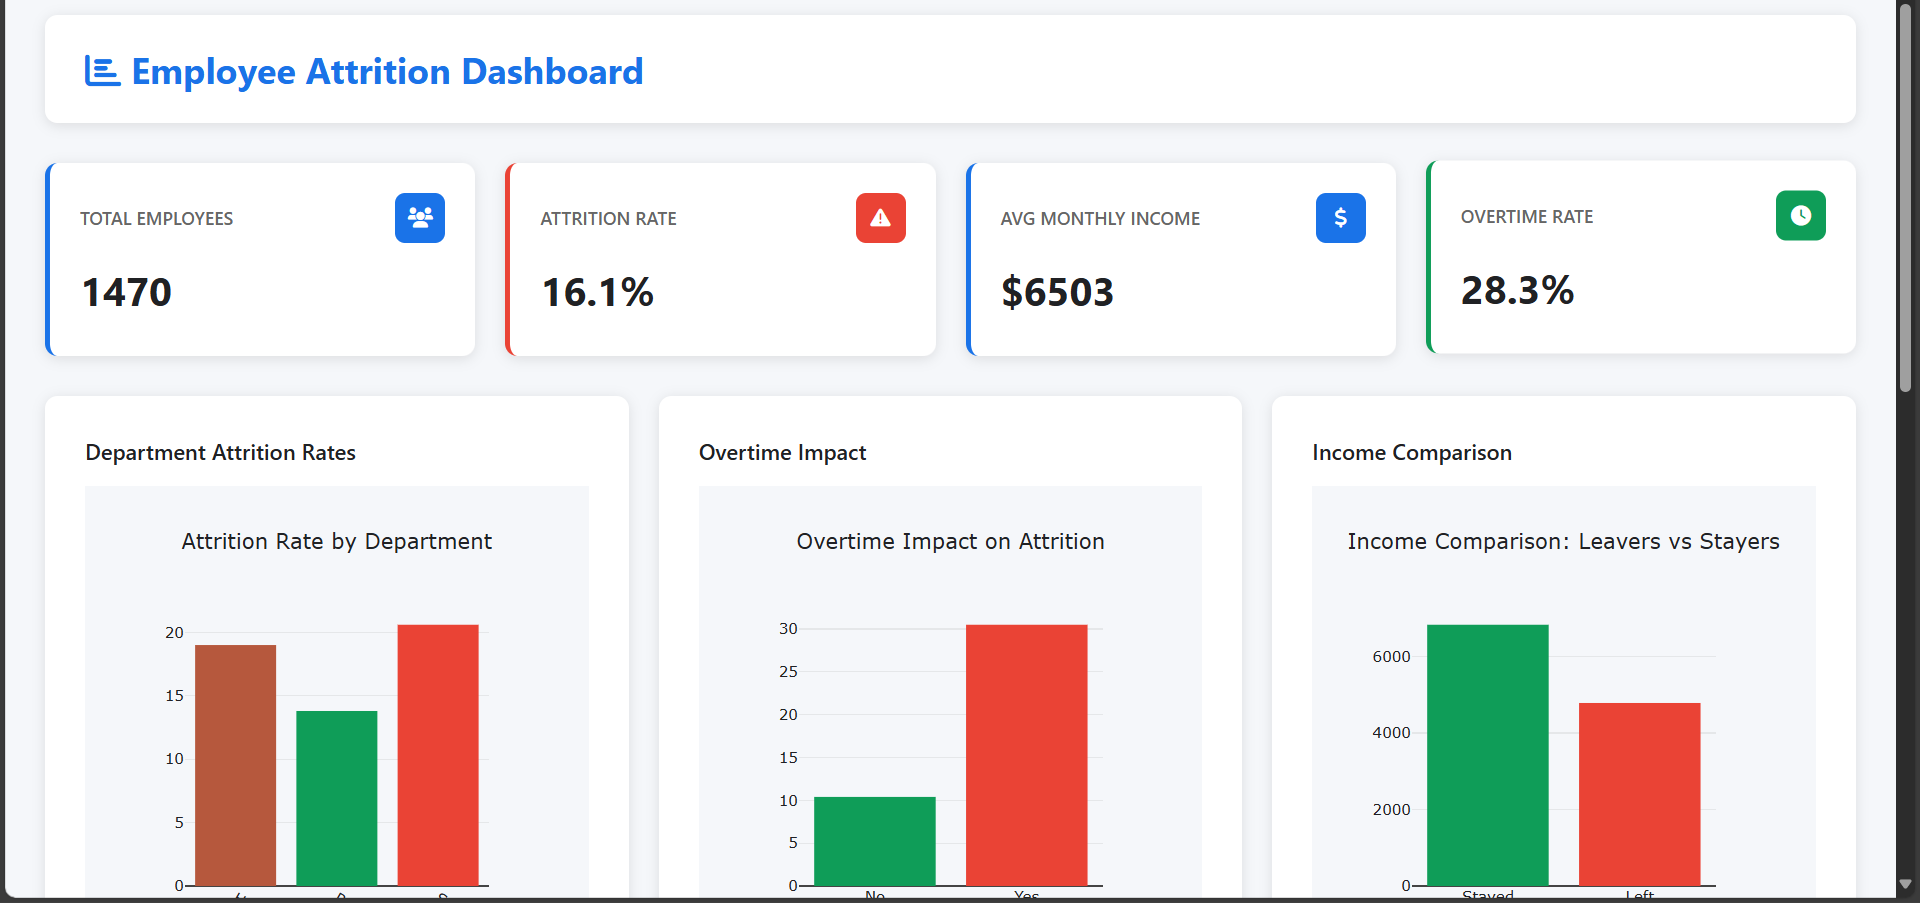 Employee Attrition Dashboard
TOTAL EMPLOYEES
1470
ATTRITION RATE
16.1%
AVG MONTHLY INCOME
$6503
OVERTIME RATE
28.3%
Department Attrition Rates
Attrition Rate by Department
20
15
10
5
0
Overtime Impact
Overtime Impact on Attrition
30
25
20
15
10
5
0
No
Yes
Income Comparison
Income Comparison: Leavers vs Stayers
6000
4000
2000
0
Stayed
Left